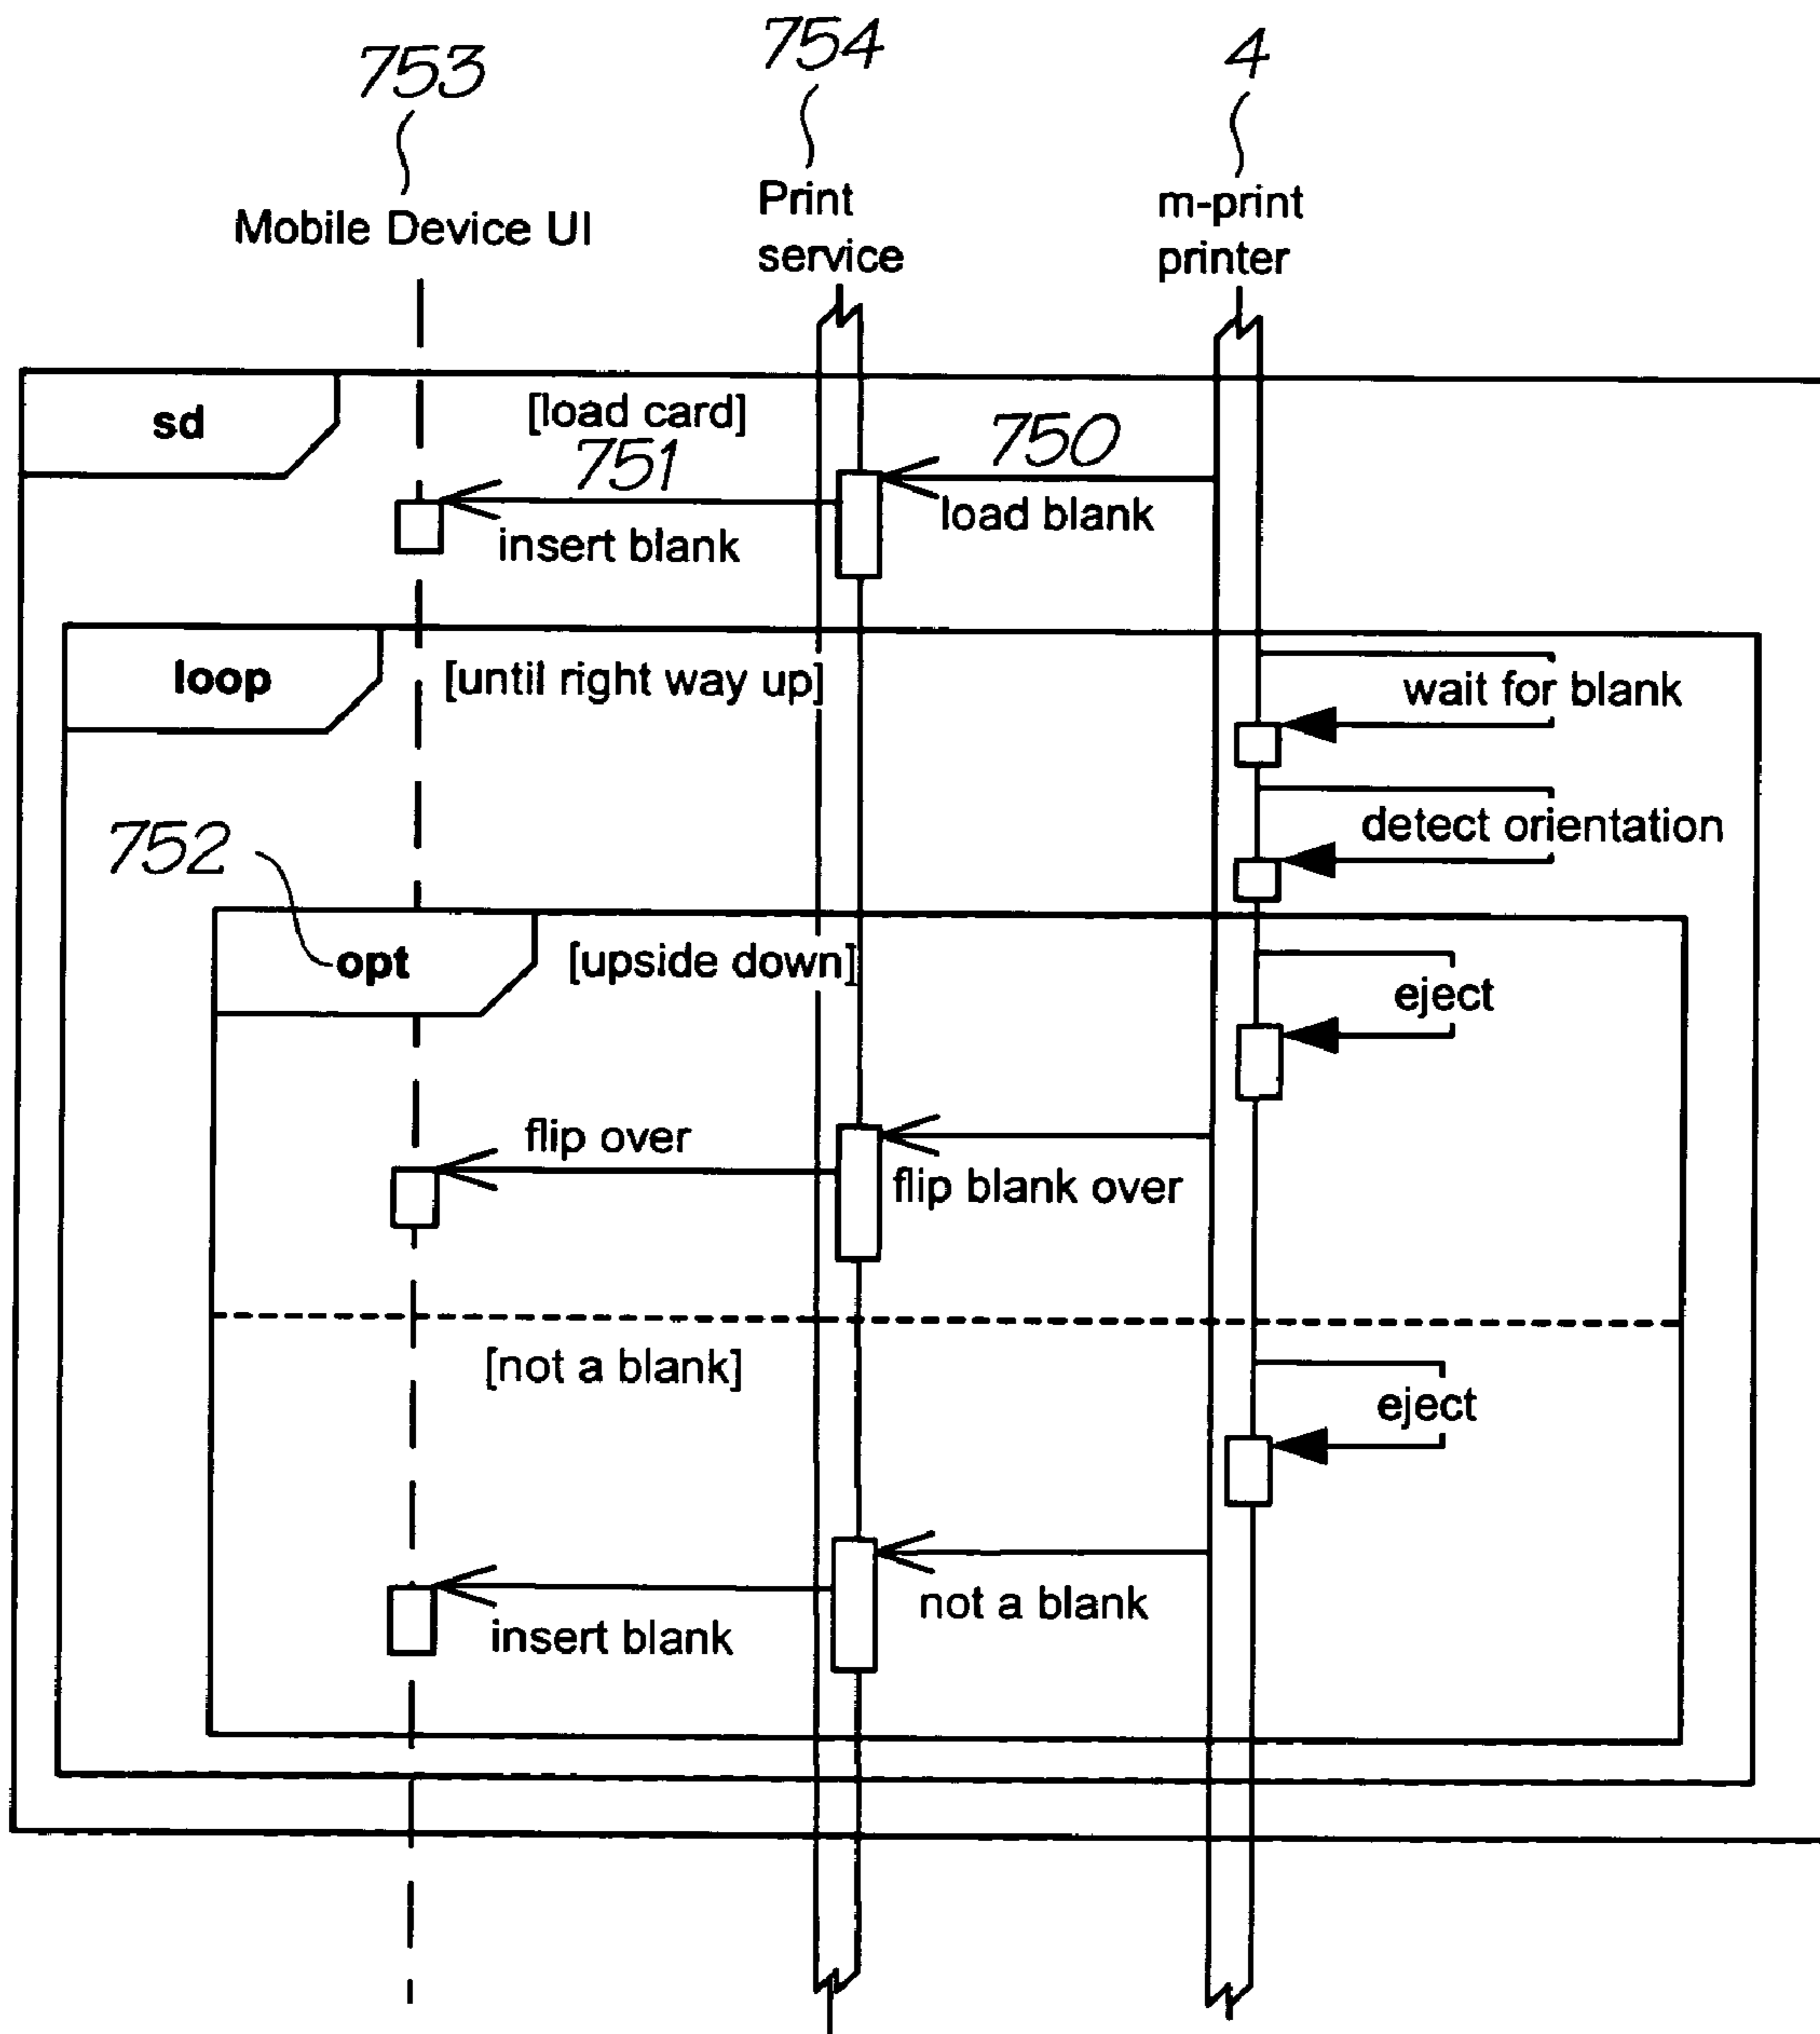 753
754
4
Mobile Device UI
Print
service
m-print
printer
sd
[load card]
751
750
insert blank
load blank
loop
[until right way up]
wait for blank
detect orientation
752
opt
[upside down]
eject
flip over
flip blank over
[not a blank]
eject
not a blank
insert blank